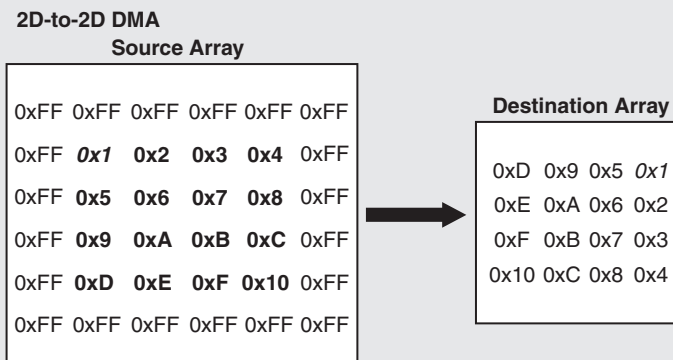 2D-to-2D DMA
Source Array
0xFF 0xFF 0xFF 0xFF 0xFF 0xFF
0xFF 0x1 0x2 0x3 0x4 0xFF
0xFF 0x5 0x6 0x7 0x8 0xFF
0xFF 0x9 0xA 0xB 0xC 0xFF
0xFF 0xD 0xE 0xF 0x10 0xFF
0xFF 0xFF 0xFF 0xFF 0xFF 0xFF
Destination Array
0xD 0x9 0x5 0x1
0xE 0xA 0x6 0x2
0xF 0xB 0x7 0x3
0x10 0xC 0x8 0x4